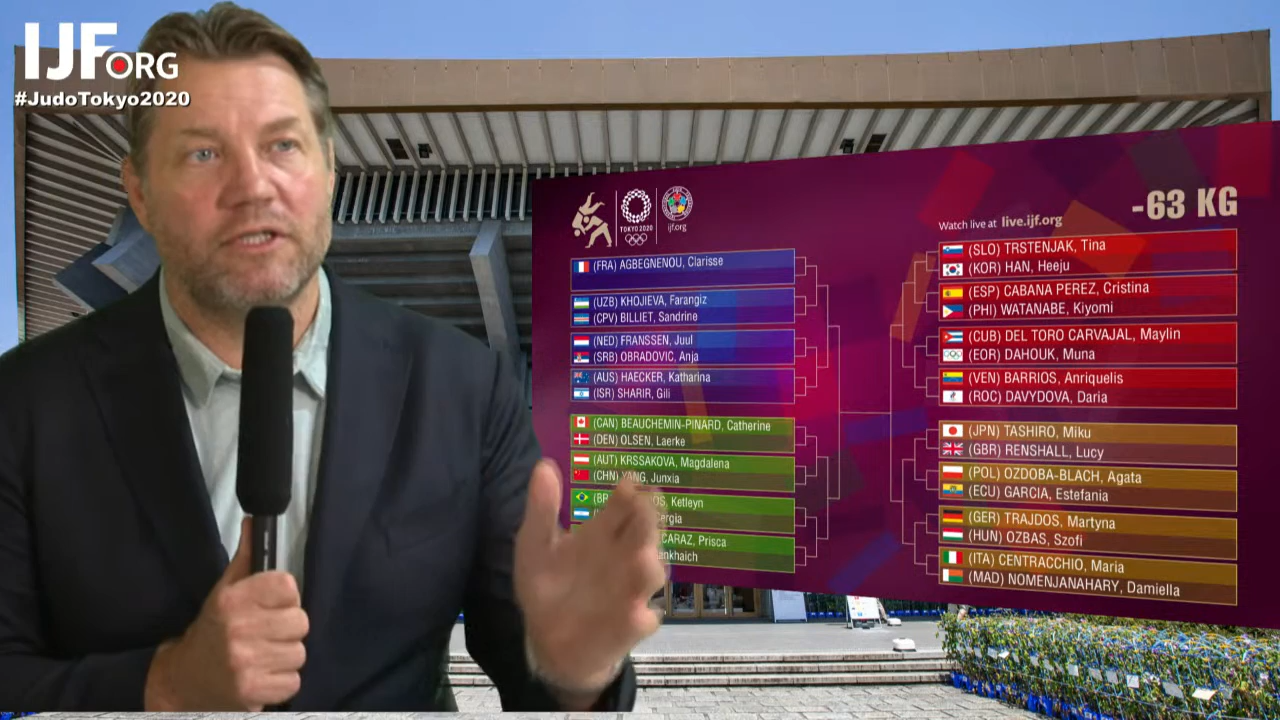 IJF.ORG
#JudoTokyo2020
TOKYO 2020
ijf.org
Watch live at live.ijf.org
-63 KG
(FRA) AGBEGNENOU, Clarisse
(UZB) KHOJIEVA, Farangiz
(CPV) BILLIET, Sandrine
(NED) FRANSSEN, Juul
(SRB) OBRADOVIC, Anja
(AUS) HAECKER, Katharina
(ISR) SHARIR, Gili
(CAN) BEAUCHEMIN-PINARD, Catherine
(DEN) OLSEN, Laerke
(AUT) KRSSAKOVA, Magdalena
(CHN) YANG, Junxia
Ketleyn
Prisca
(SLO) TRSTENJAK, Tina
(KOR) HAN, Heeju
(ESP) CABANA PEREZ, Cristina
(PHI) WATANABE, Kiyomi
(CUB) DEL TORO CARVAJAL, Maylin
(EOR) DAHOUK, Muna
(VEN) BARRIOS, Anriquelis
(ROC) DAVYDOVA, Daria
(JPN) TASHIRO, Miku
(GBR) RENSHALL, Lucy
(POL) OZDOBA-BLACH, Agata
(ECU) GARCIA, Estefania
(GER) TRAJDOS, Martyna
(HUN) OZBAS, Szofi
(ITA) CENTRACCHIO, Maria
(MAD) NOMENJANAHARY, Damiella